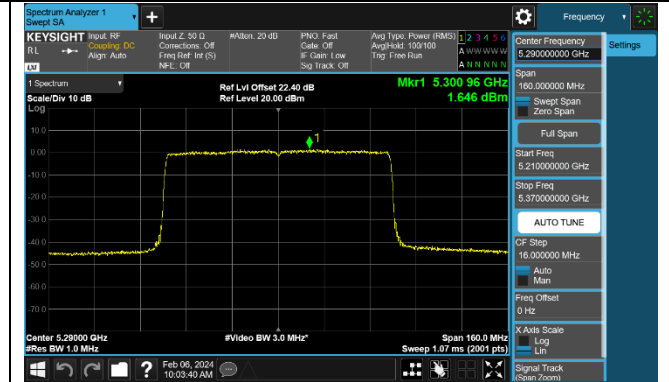 Spectrum Analyzer 1
Swept SA
+
Frequency
KEYSIGHT
Input: RF
Input Z: 50 Ω
#Atten: 20 dB
PNO: Fast
Avg Type: Power (RMS)
1 2 3 4 5 6
RL
Coupling: DC
Corrections: Off
Gate: Off
Avg|Hold: 100/100
A W W W W W
Align: Auto
Freq Ref: Int (S)
IF Gain: Low
Trig: Free Run
LXI
NFE: Off
Sig Track: Off
A N N N N N
1 Spectrum
Ref Lvl Offset 22.40 dB
Mkr1 5.300 96 GHz
Scale/Div 10 dB
Ref Level 20.00 dBm
1.646 dBm
Log
10.0
0.00
-10.0
-20.0
-30.0
-40.0
-50.0
-60.0
-70.0
1
Center 5.29000 GHz
#Video BW 3.0 MHz*
Span 160.0 MHz
#Res BW 1.0 MHz
Sweep 1.07 ms (2001 pts)
Center Frequency
5.290000000 GHz
Settings
Span
160.000000 MHz
Swept Span
Zero Span
Full Span
Start Freq
5.210000000 GHz
Stop Freq
5.370000000 GHz
AUTO TUNE
CF Step
16.000000 MHz
Auto
Man
Freq Offset
0 Hz
X Axis Scale
Log
Lin
Signal Track
(Span Zoom)
?
Feb 06, 2024
10:03:40 AM